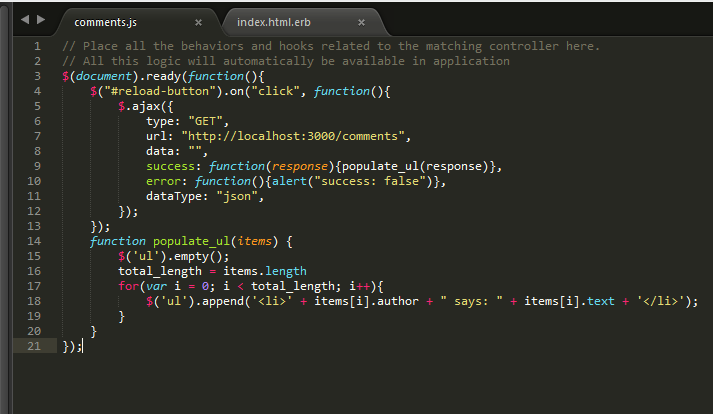 comments.js × index.html.erb ×
1 // Place all the behaviors and hooks related to the matching controller here.
2 // All this logic will automatically be available in application
3 $(document).ready(function(){
4     $("#reload-button").on("click", function(){
5         $.ajax({
6             type: "GET",
7             url: "http://localhost:3000/comments",
8             data: "",
9             success: function(response){populate_ul(response)},
10             error: function(){alert("success: false")},
11             dataType: "json",
12         });
13     });
14     function populate_ul(items) {
15         $('ul').empty();
16         total_length = items.length
17         for(var i = 0; i < total_length; i++){
18             $('ul').append('<li>' + items[i].author + " says: " + items[i].text + '</li>');
19         }
20     }
21 });